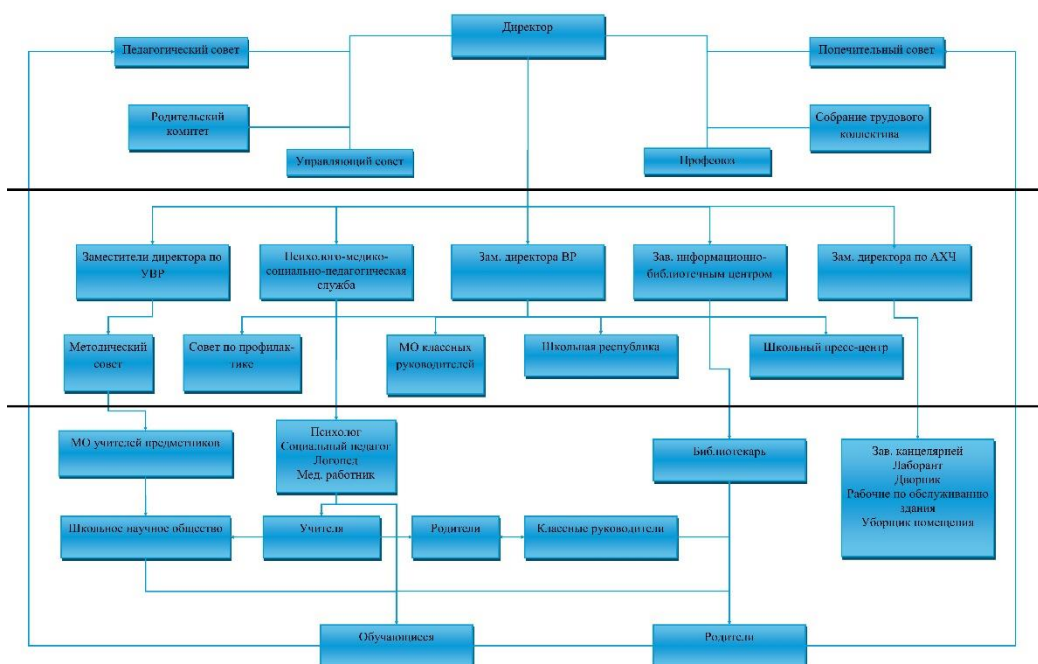 Директор
Педагогический совет
Попечительный совет
Родительский
комитет
Собрание трудового
коллектива
Управляющий совет
Профсоюз
Заместители директора по
УВР
Психолого-медико-
социально-педагогическая
служба
Зам. директора ВР
Зав. информационно-
библиотечным центром
Зам. директора по АХЧ
Методический
совет
Совет по профилак-
тике
МО классных
руководителей
Школьная республика
Школьный пресс-центр
МО учителей предметников
Психолог
Социальный педагог
Логопед
Мед. работник
Библиотекарь
Зав. канцелярией
Лаборант
Дворник
Рабочие по обслуживанию
здания
Уборщик помещения
Школьное научное общество
Учителя
Родители
Классные руководители
Обучающиеся
Родители